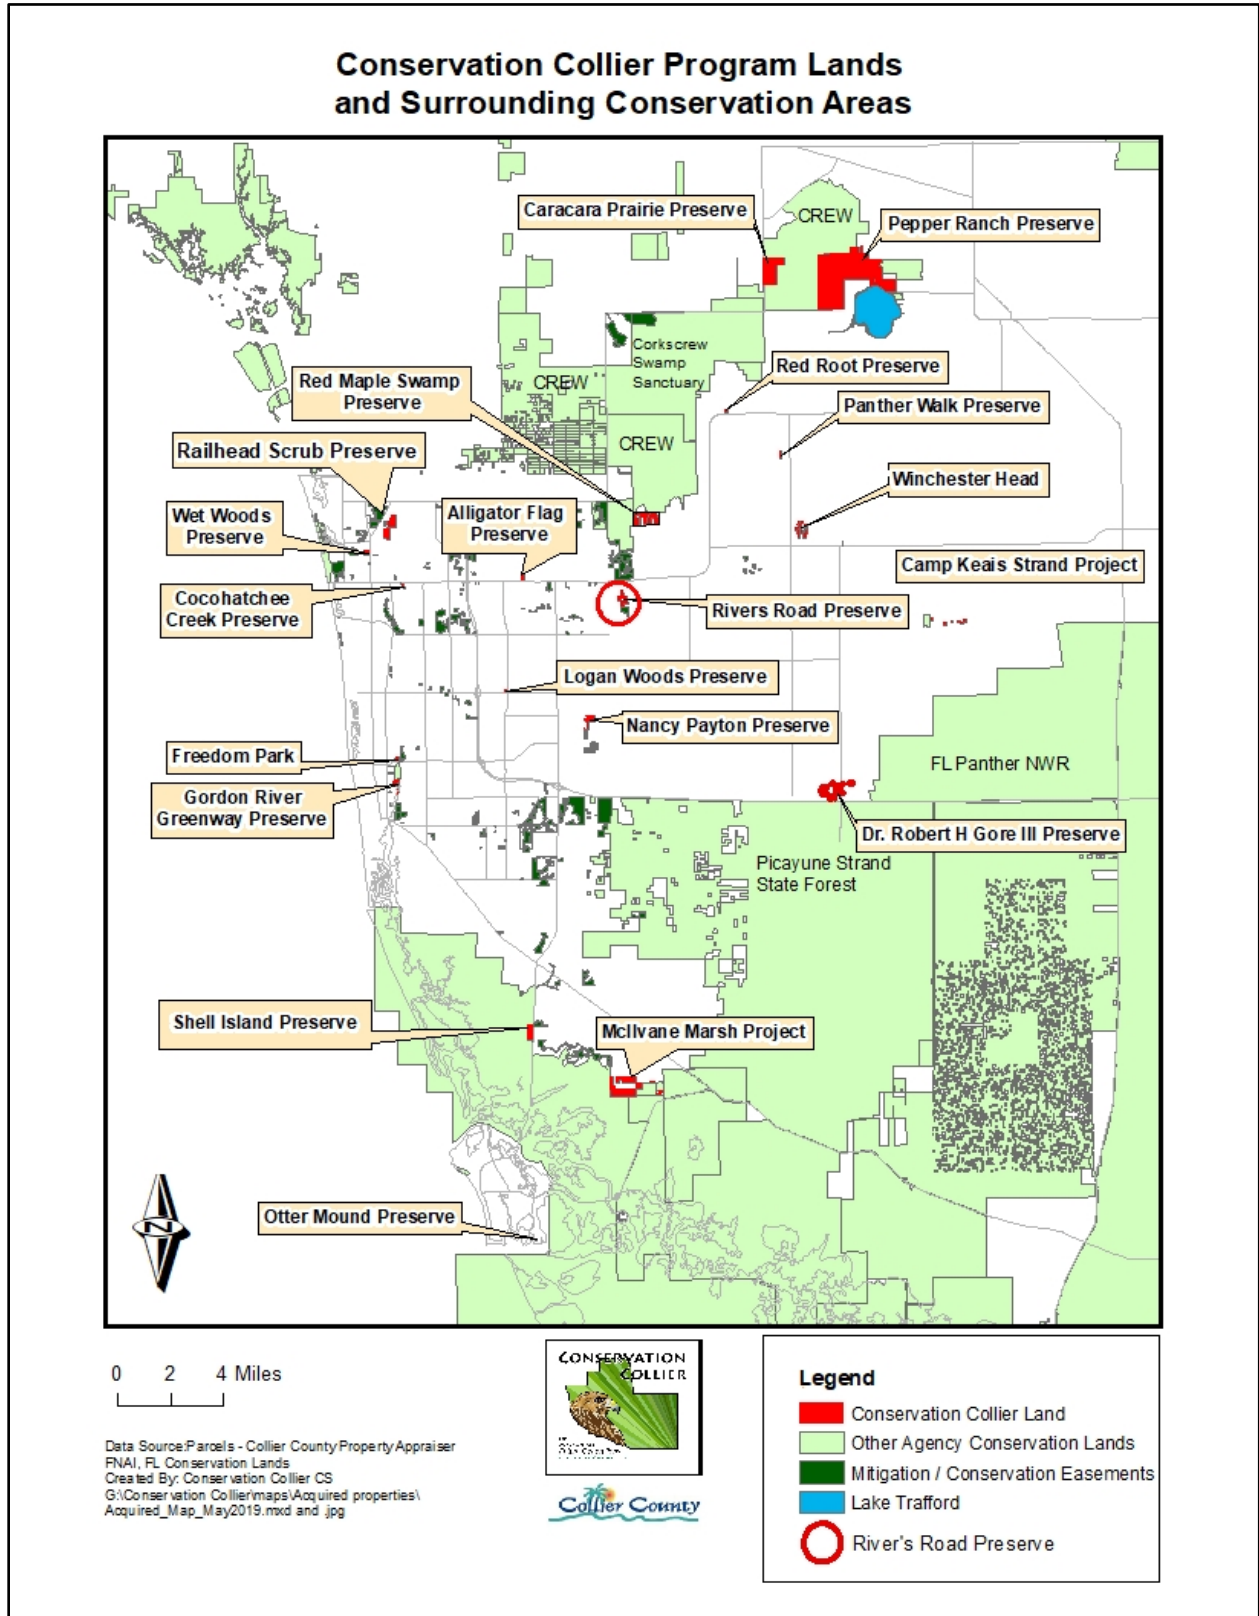 Conservation Collier Program Lands
and Surrounding Conservation Areas
Caracara Prairie Preserve
CREW
Pepper Ranch Preserve
Corkscrew
Swamp
Sanctuary
Red Root Preserve
Red Maple Swamp
Preserve
CREW
Panther Walk Preserve
CREW
Railhead Scrub Preserve
Winchester Head
Wet Woods
Preserve
Alligator Flag
Preserve
Camp Keais Strand Project
Cocohatchee
Creek Preserve
Rivers Road Preserve
Logan Woods Preserve
Nancy Payton Preserve
Freedom Park
FL Panther NWR
Gordon River
Greenway Preserve
Dr. Robert H Gore III Preserve
Picayune Strand
State Forest
Shell Island Preserve
McIlvane Marsh Project
Otter Mound Preserve
N
0 2 4 Miles
CONSERVATION
COLLIER
Collier County
Data Source:Parcels - Collier County Property Appraiser
FNAI, FL Conservation Lands
Created By: Conservation Collier CS
G:\Conservation Collier\maps\Acquired properties\
Acquired_Map_May2019.mxd and .jpg
Legend
Conservation Collier Land
Other Agency Conservation Lands
Mitigation / Conservation Easements
Lake Trafford
River's Road Preserve